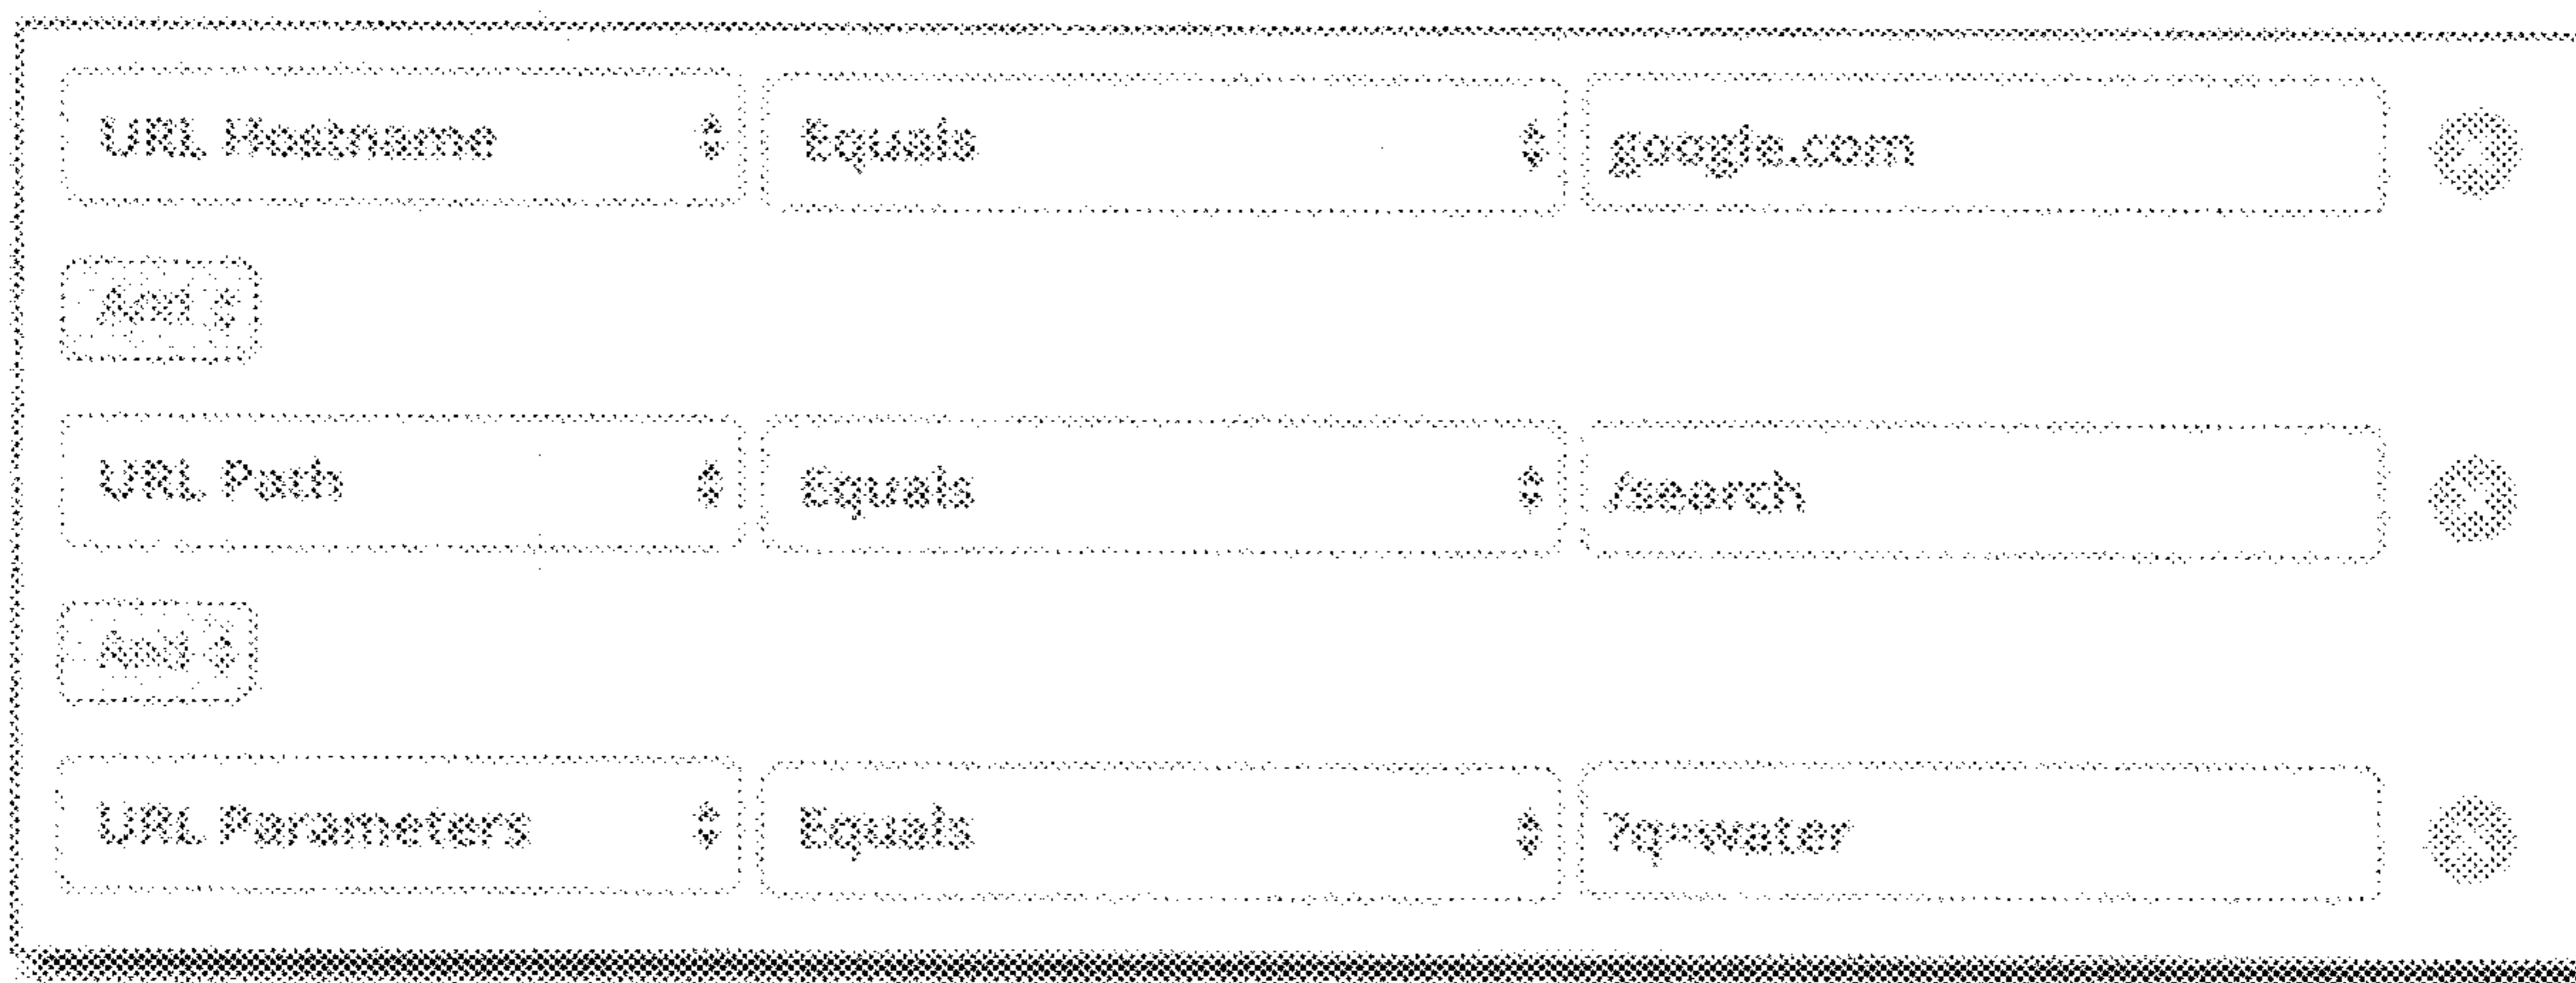 URL Hostname Equals google.com
And
URL Path Equals /search
And
URL Parameters Equals ?q=water